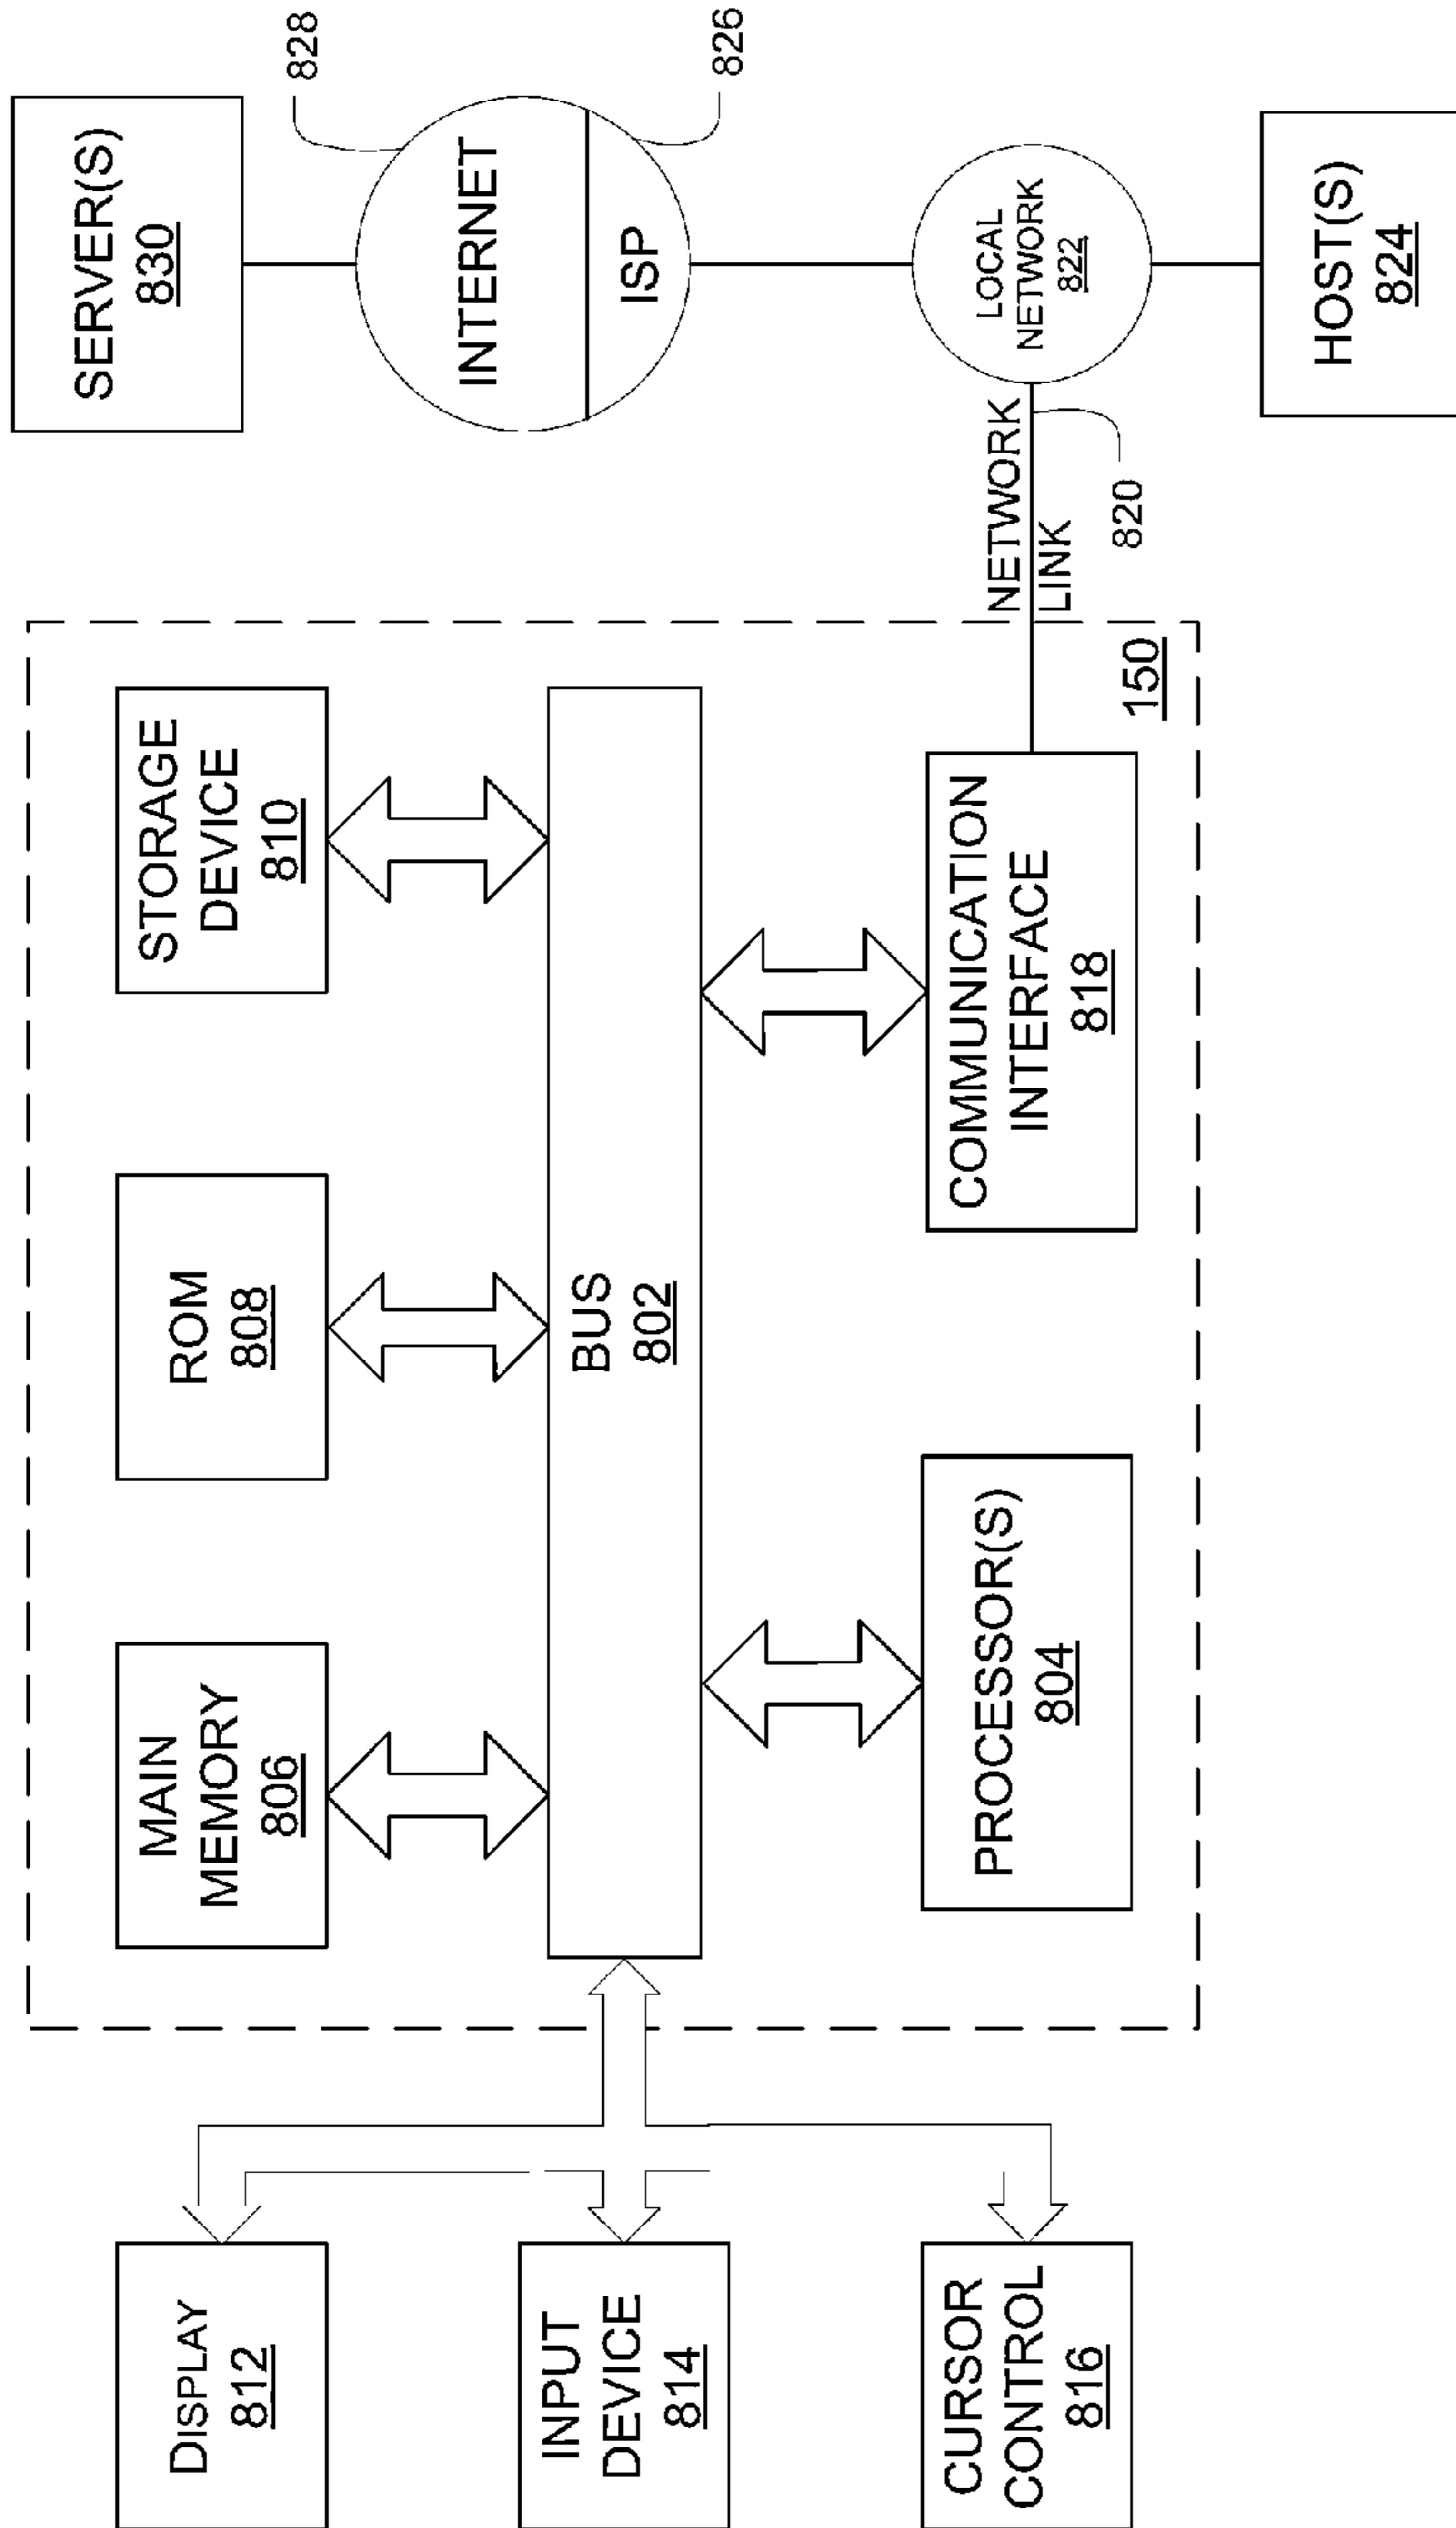 DISPLAY
812
INPUT
DEVICE
814
CURSOR
CONTROL
816
MAIN
MEMORY
806
ROM
808
STORAGE
DEVICE
810
BUS
802
PROCESSOR(S)
804
COMMUNICATION
INTERFACE
818
150
NETWORK
LINK
820
SERVER(S)
830
828
INTERNET
ISP
826
LOCAL
NETWORK
822
HOST(S)
824